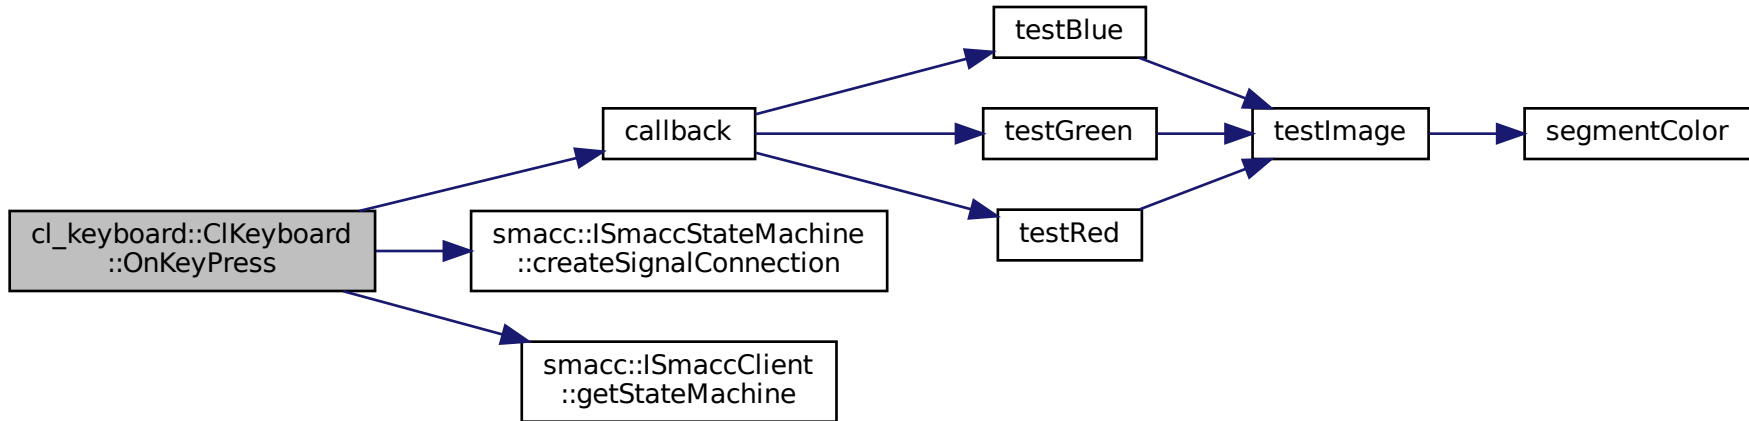 cl_keyboard::ClKeyboard
::OnKeyPress
callback
testBlue
testGreen
testRed
testImage
segmentColor
smacc::ISmaccStateMachine
::createSignalConnection
smacc::ISmaccClient
::getStateMachine